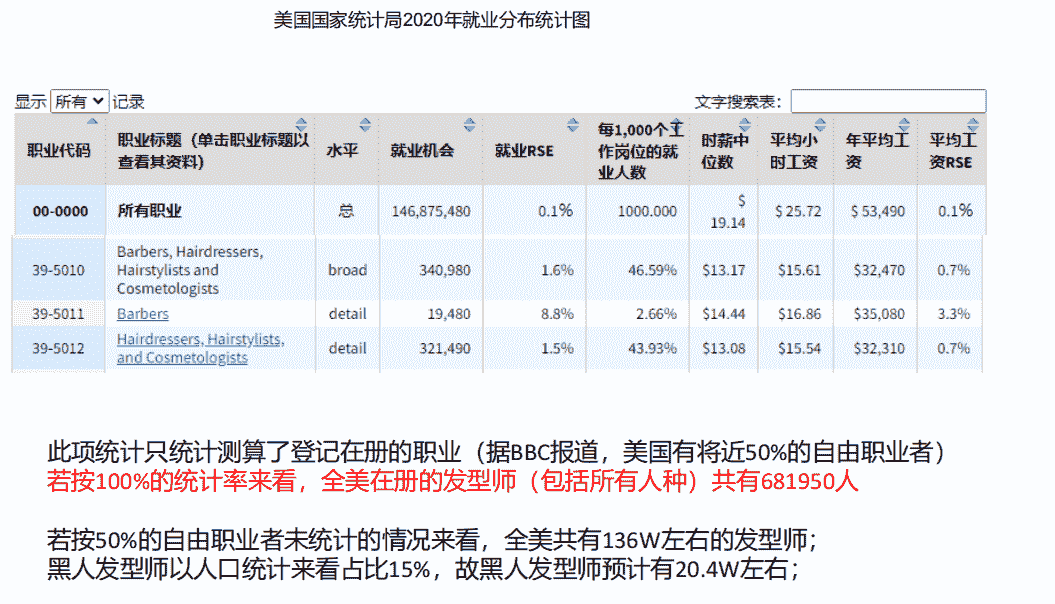 美国国家统计局2020年就业分布统计图
显示 所有 记录 文字搜索表：
职业代码 职业标题（单击职业标题以查看其资料） 水平 就业机会 就业RSE 每1,000个工作岗位的就业人数 时薪中位数 平均小时工资 年平均工资 平均工资RSE
00-0000 所有职业 总 146,875,480 0.1% 1000.000 $ 19.14 $ 25.72 $ 53,490 0.1%
39-5010 Barbers, Hairdressers, Hairstylists and Cosmetologists broad 340,980 1.6% 46.59% $13.17 $15.61 $32,470 0.7%
39-5011 Barbers detail 19,480 8.8% 2.66% $14.44 $16.86 $35,080 3.3%
39-5012 Hairdressers, Hairstylists, and Cosmetologists detail 321,490 1.5% 43.93% $13.08 $15.54 $32,310 0.7%
此项统计只统计测算了登记在册的职业（据BBC报道，美国有将近50%的自由职业者）
若按100%的统计率来看，全美在册的发型师（包括所有人种）共有681950人
若按50%的自由职业者未统计的情况来看，全美共有136W左右的发型师；
黑人发型师以人口统计来看占比15%，故黑人发型师预计有20.4W左右；